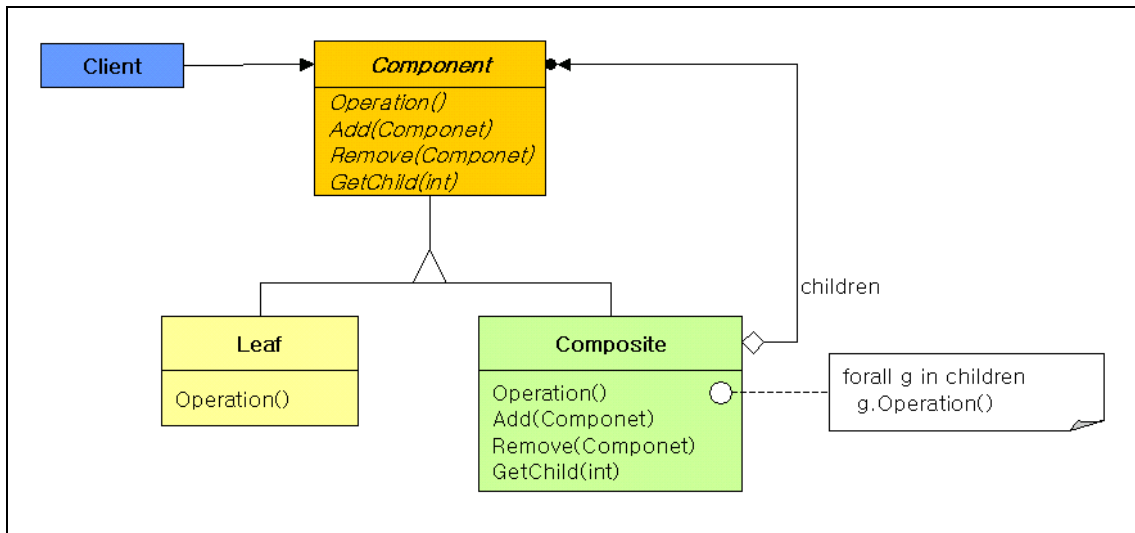 Client
Component
Operation()
Add(Componet)
Remove(Componet)
GetChild(int)
children
Leaf
Operation()
Composite
Operation()
Add(Componet)
Remove(Componet)
GetChild(int)
forall g in children
g.Operation()